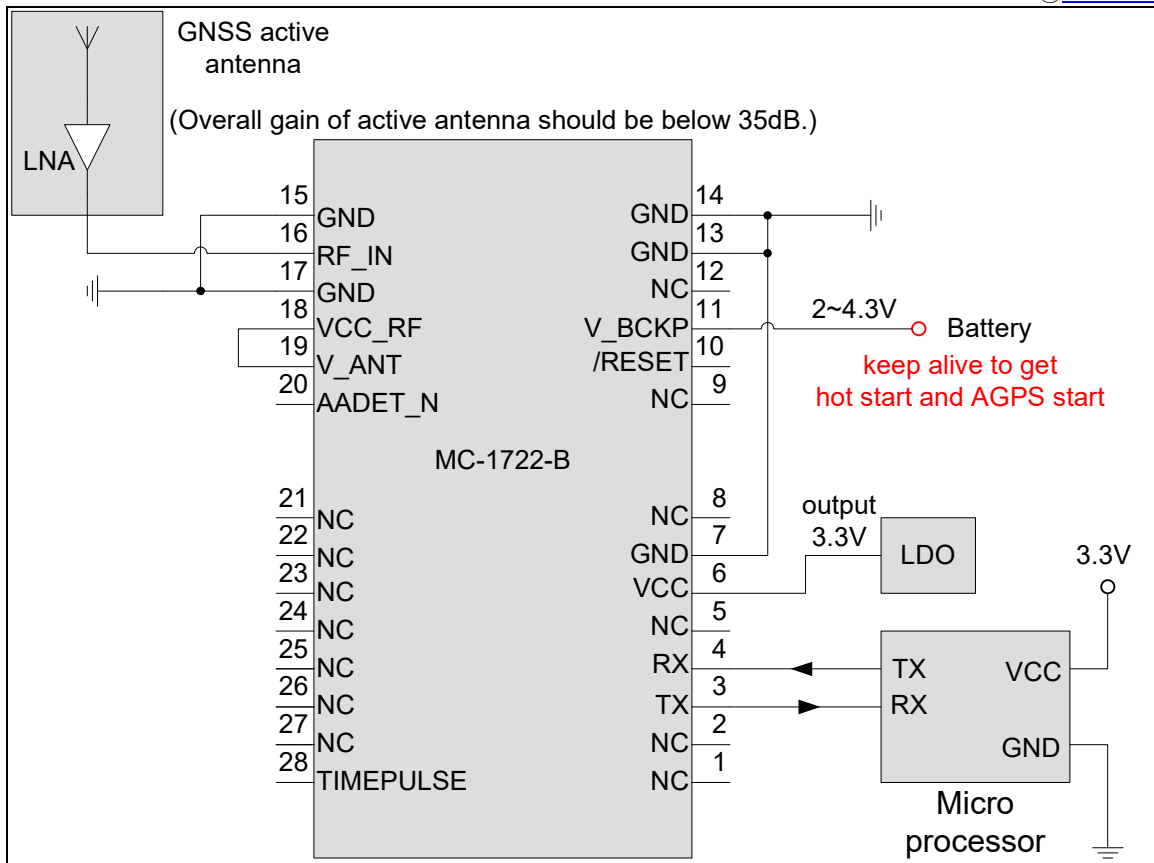 GNSS active
antenna
(Overall gain of active antenna should be below 35dB.)
LNA
15
GND
16
RF_IN
17
GND
18
VCC_RF
19
V_ANT
20
AADET_N
MC-1722-B
21
NC
22
NC
23
NC
24
NC
25
NC
26
NC
27
NC
28
TIMEPULSE
14
GND
13
GND
12
NC
11
V_BCKP
10
/RESET
9
NC
8
NC
7
GND
6
VCC
5
NC
4
RX
3
TX
2
NC
1
NC
2~4.3V
Battery
keep alive to get
hot start and AGPS start
output
3.3V
LDO
3.3V
TX
VCC
RX
GND
Micro
processor